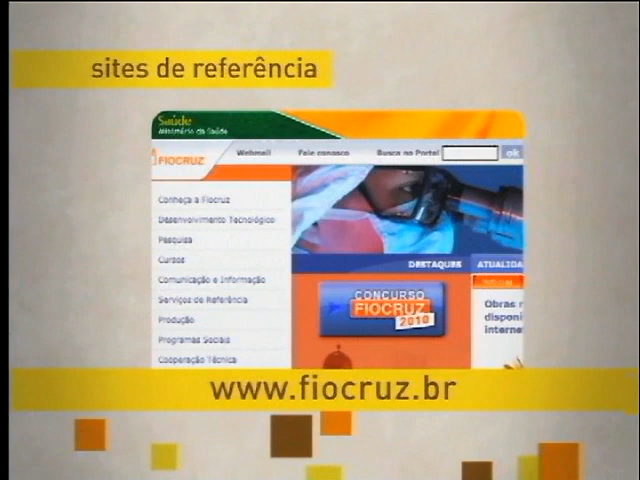 sites de referência
Saúde
Ministério da Saúde
FIOCRUZ
Webmail Fale conosco Busca no Portal ok
Conheça a Fiocruz
Desenvolvimento Tecnológico
Pesquisa
Cursos
Comunicação e Informação
Serviços de Referência
Produção
Programas Sociais
Cooperação Técnica
DESTAQUES ATUALIDA
CONCURSO
FIOCRUZ
2010
Obras
disponí
interne
www.fiocruz.br